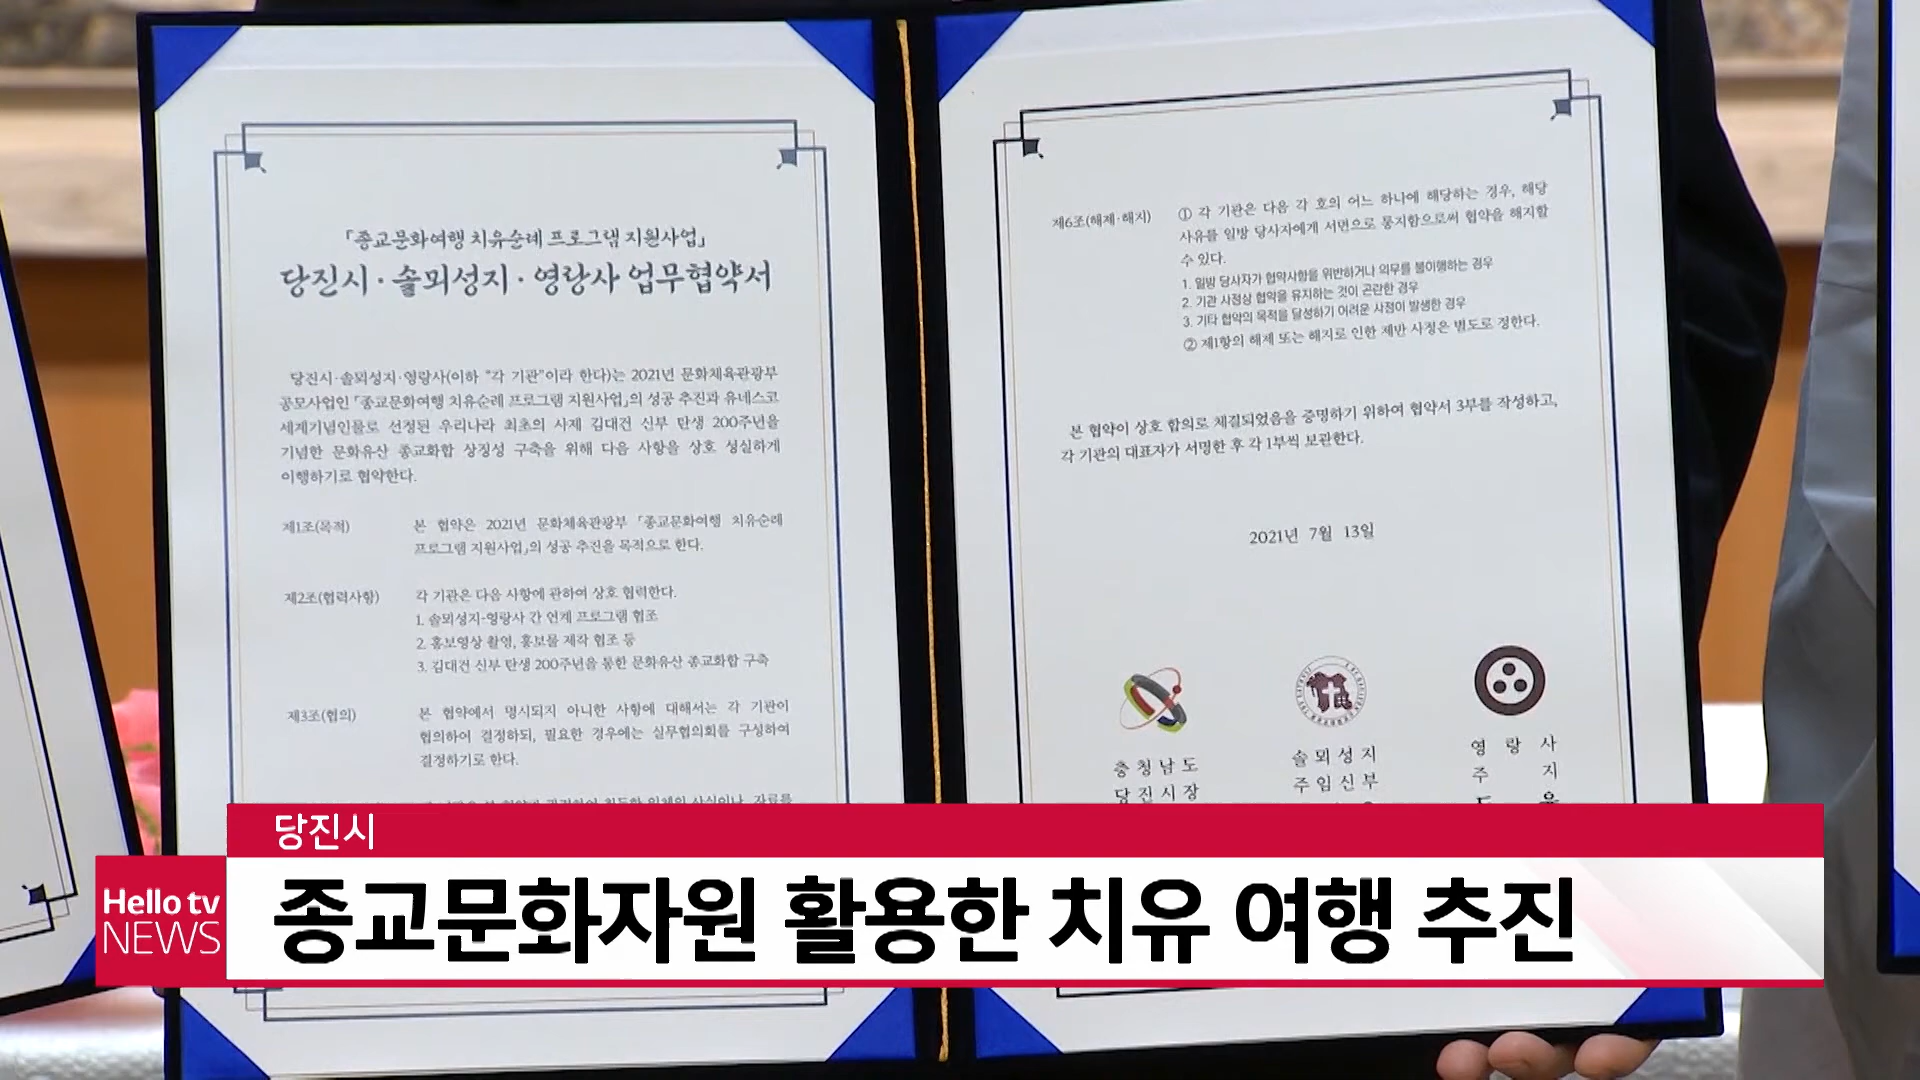 「종교문화여행 치유순례 프로그램 지원사업」
당진시·솔뫼성지·영랑사 업무협약서
당진시·솔뫼성지·영랑사(이하 "각 기관"이라 한다)는 2021년 문화체육관광부
공모사업인「종교문화여행 치유순례 프로그램 지원사업」의 성공 추진과 유네스코
세계기념인물로 선정된 우리나라 최초의 사제 김대건 신부 탄생 200주년을
기념한 문화유산 종교화합 상징성 구축을 위해 다음 사항을 상호 성실하게
이행하기로 협약한다.
제1조(목적) 본 협약은 2021년 문화체육관광부 「종교문화여행 치유순례
프로그램 지원사업」의 성공 추진을 목적으로 한다.
제2조(협력사항) 각 기관은 다음 사항에 관하여 상호 협력한다.
1. 솔뫼성지-영랑사 간 연계 프로그램 협조
2. 홍보영상 촬영, 홍보물 제작 협조 등
3. 김대건 신부 탄생 200주년을 통한 문화유산 종교화합 구축
제3조(협의) 본 협약에서 명시되지 아니한 사항에 대해서는 각 기관이
협의하여 결정하되, 필요한 경우에는 실무협의회를 구성하여
결정하기로 한다.
제6조(해제·해지) ① 각 기관은 다음 각 호의 어느 하나에 해당하는 경우, 해당
사유를 일방 당사자에게 서면으로 통지함으로써 협약을 해지할
수 있다.
1. 일방 당사자가 협약사항을 위반하거나 의무를 불이행하는 경우
2. 기관 사정상 협약을 유지하는 것이 곤란한 경우
3. 기타 협약의 목적을 달성하기 어려운 사정이 발생한 경우
② 제1항의 해제 또는 해지로 인한 제반 사정은 별도로 정한다.
본 협약이 상호 합의로 체결되었음을 증명하기 위하여 협약서 3부를 작성하고,
각 기관의 대표자가 서명한 후 각 1부씩 보관한다.
2021년 7월 13일
충청남도
당진시장
솔뫼성지
주임신부
영랑사
주지
당진시
Hello tv
NEWS
종교문화자원 활용한 치유 여행 추진